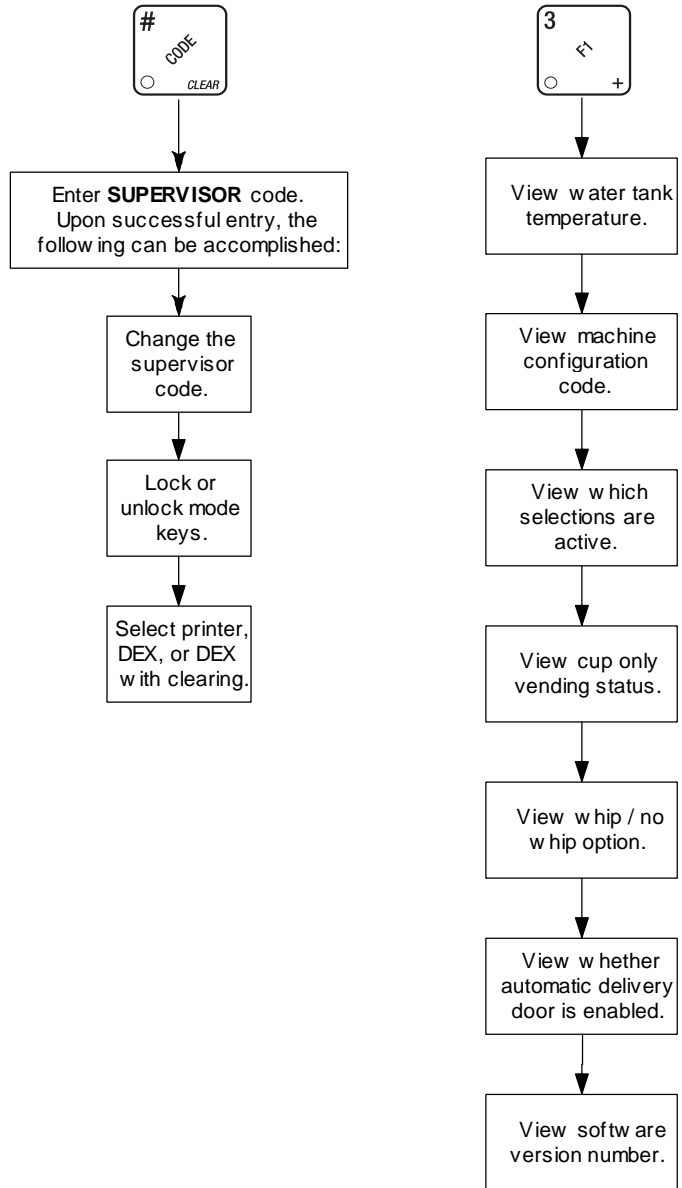 #
CODE
CLEAR
Enter SUPERVISOR code.
Upon successful entry, the
following can be accomplished:
Change the
supervisor
code.
Lock or
unlock mode
keys.
Select printer,
DEX, or DEX
with clearing.
3
F1
+
View water tank
temperature.
View machine
configuration
code.
View which
selections are
active.
View cup only
vending status.
View whip / no
whip option.
View whether
automatic delivery
door is enabled.
View software
version number.